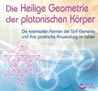 Die Heilige Geometrie
der platonischen Körper
Die kosmischen Formen der fünf Elemente
und ihre praktische Anwendung im Leben